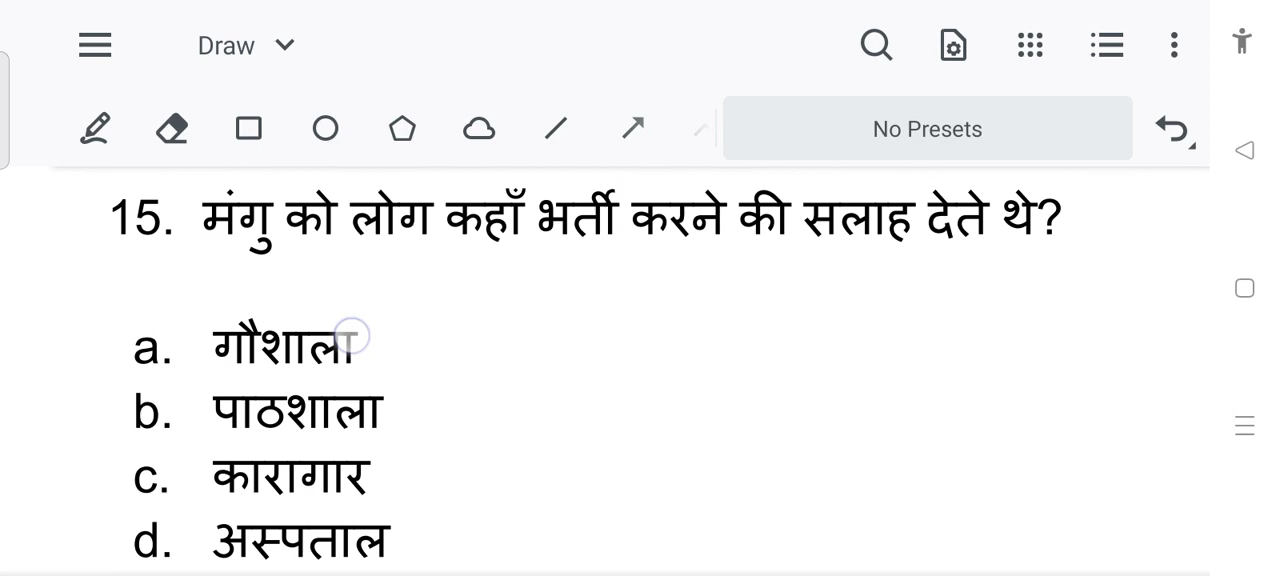 Draw
No Presets
15. मंगु को लोग कहाँ भर्ती करने की सलाह देते थे?
a. गौशाला
b. पाठशाला
c. कारागार
d. अस्पताल